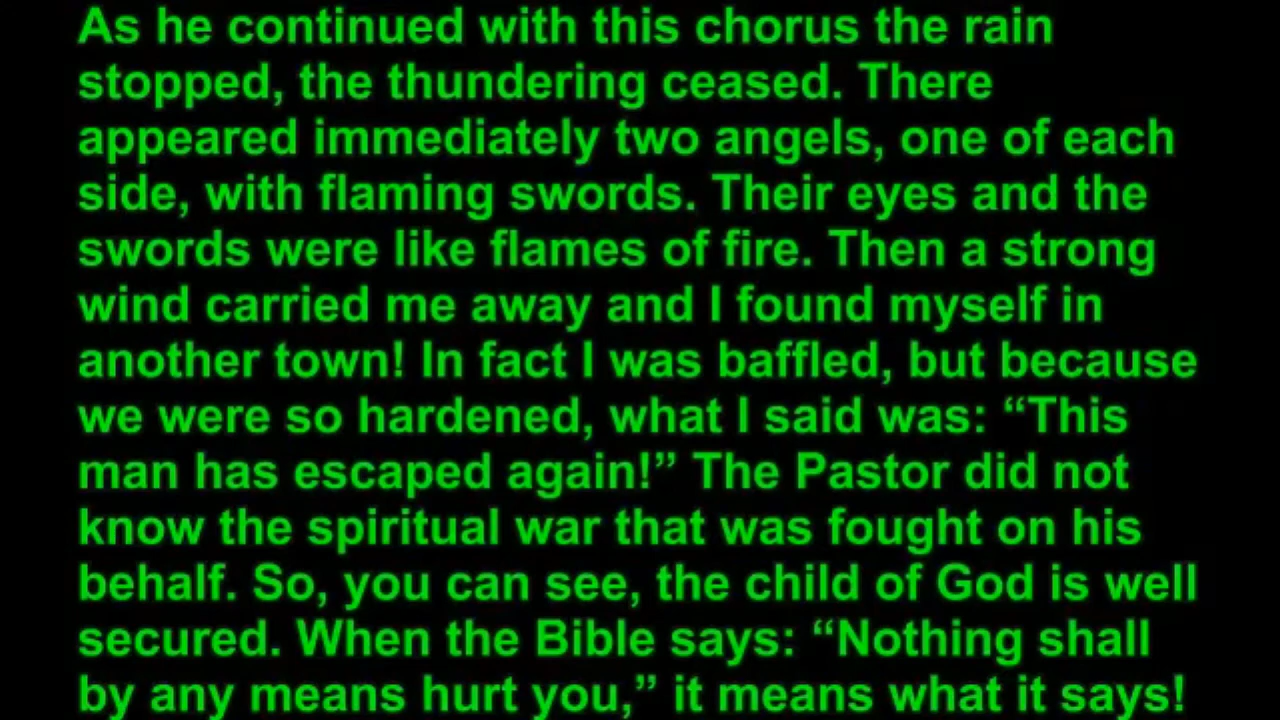 As he continued with this chorus the rain
stopped, the thundering ceased. There
appeared immediately two angels, one of each
side, with flaming swords. Their eyes and the
swords were like flames of fire. Then a strong
wind carried me away and I found myself in
another town! In fact I was baffled, but because
we were so hardened, what I said was: “This
man has escaped again!” The Pastor did not
know the spiritual war that was fought on his
behalf. So, you can see, the child of God is well
secured. When the Bible says: “Nothing shall
by any means hurt you,” it means what it says!